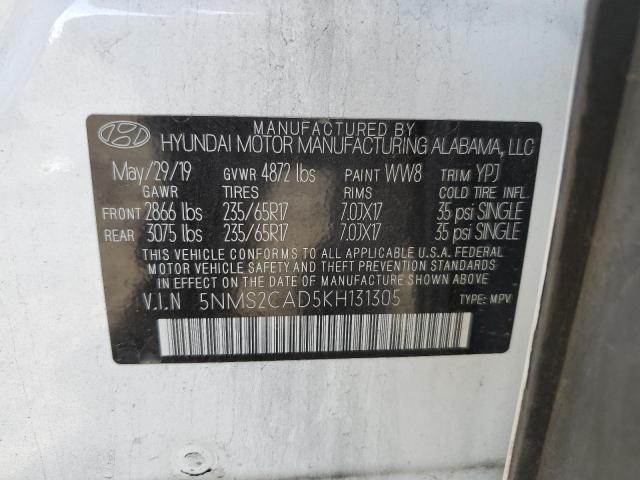 MANUFACTURED BY
HYUNDAI MOTOR MANUFACTURING ALABAMA, LLC
May/29/19 GVWR 4872 lbs PAINT WW8 TRIM YPJ
GAWR TIRES RIMS COLD TIRE INFL.
FRONT 2866 lbs 235/65R17 7.0JX17 35 psi SINGLE
REAR 3075 lbs 235/65R17 7.0JX17 35 psi SINGLE
THIS VEHICLE CONFORMS TO ALL APPLICABLE U.S.A. FEDERAL
MOTOR VEHICLE SAFETY AND THEFT PREVENTION STANDARDS
IN EFFECT ON THE DATE OF MANUFACTURE SHOWN ABOVE.
V.I.N 5NMS2CAD5KH131305 TYPE: MPV